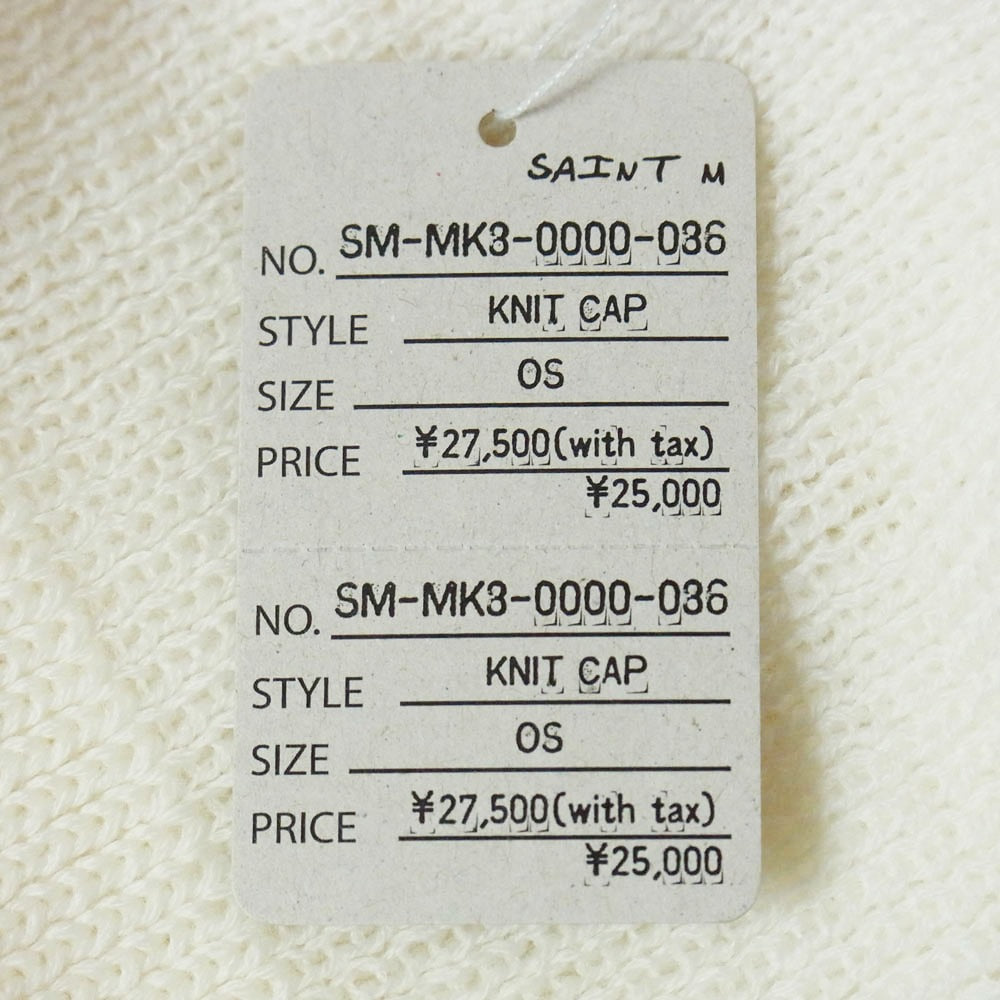 SAINT M
NO. SM-MK3-0000-036
STYLE KNIT CAP
SIZE OS
PRICE ¥27,500(with tax)
¥25,000
NO. SM-MK3-0000-036
STYLE KNIT CAP
SIZE OS
PRICE ¥27,500(with tax)
¥25,000